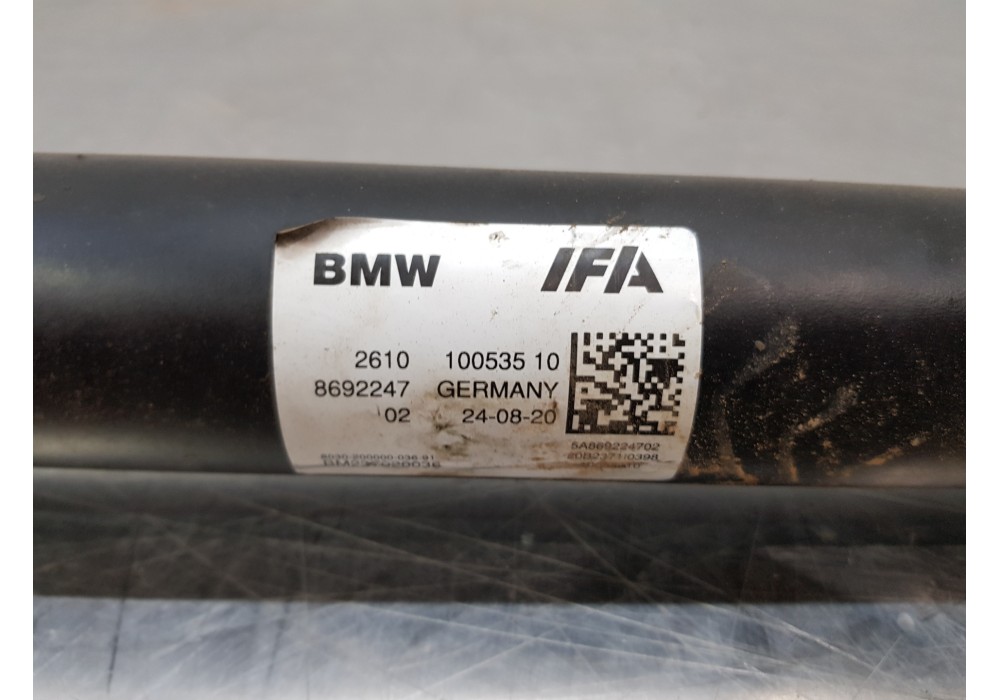 BMW IFA
2610 100535 10
8692247 GERMANY
02 24-08-20
5A869224702